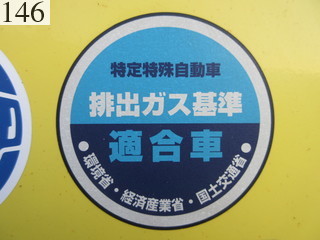 146
特定特殊自動車
排出ガス基準
適合車
・環境省・経済産業省・国土交通省・